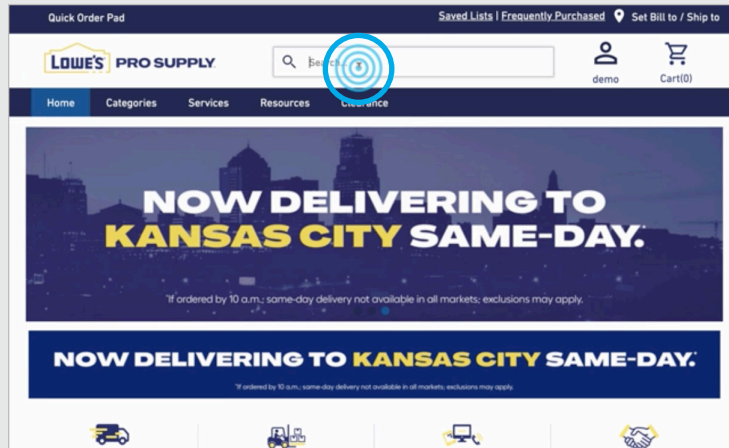 Quick Order Pad
Saved Lists | Frequently Purchased Set Bill to / Ship to
LOWE'S PRO SUPPLY
Search...
demo
Cart(0)
Home Categories Services Resources Clearance
NOW DELIVERING TO
KANSAS CITY SAME-DAY.*
*If ordered by 10 a.m.; same-day delivery not available in all markets; exclusions may apply.
NOW DELIVERING TO KANSAS CITY SAME-DAY.*
*If ordered by 10 a.m.; same-day delivery not available in all markets; exclusions may apply.